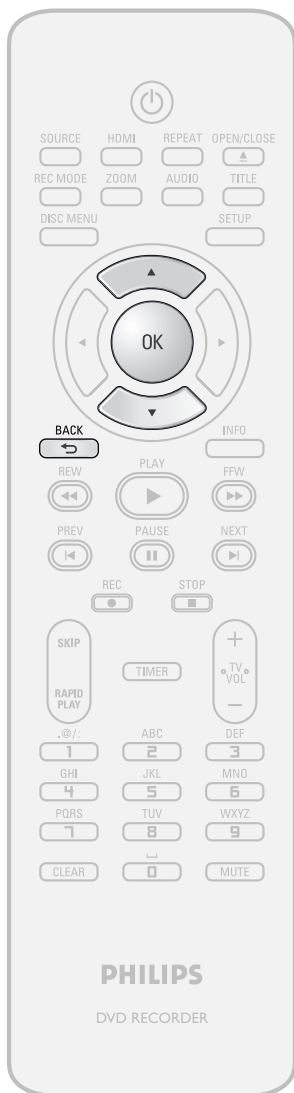 SOURCE HDMI REPEAT OPEN/CLOSE
REC MODE ZOOM AUDIO TITLE
DISC MENU SETUP
OK
BACK INFO
REW PLAY FFW
PREV PAUSE NEXT
REC STOP
SKIP
RAPID
PLAY
TIMER
+
TV
VOL
-
.@/: ABC DEF
1 2 3
GHI JKL MNO
4 5 6
PQRS TUV WXYZ
7 8 9
CLEAR 0 MUTE
PHILIPS
DVD RECORDER